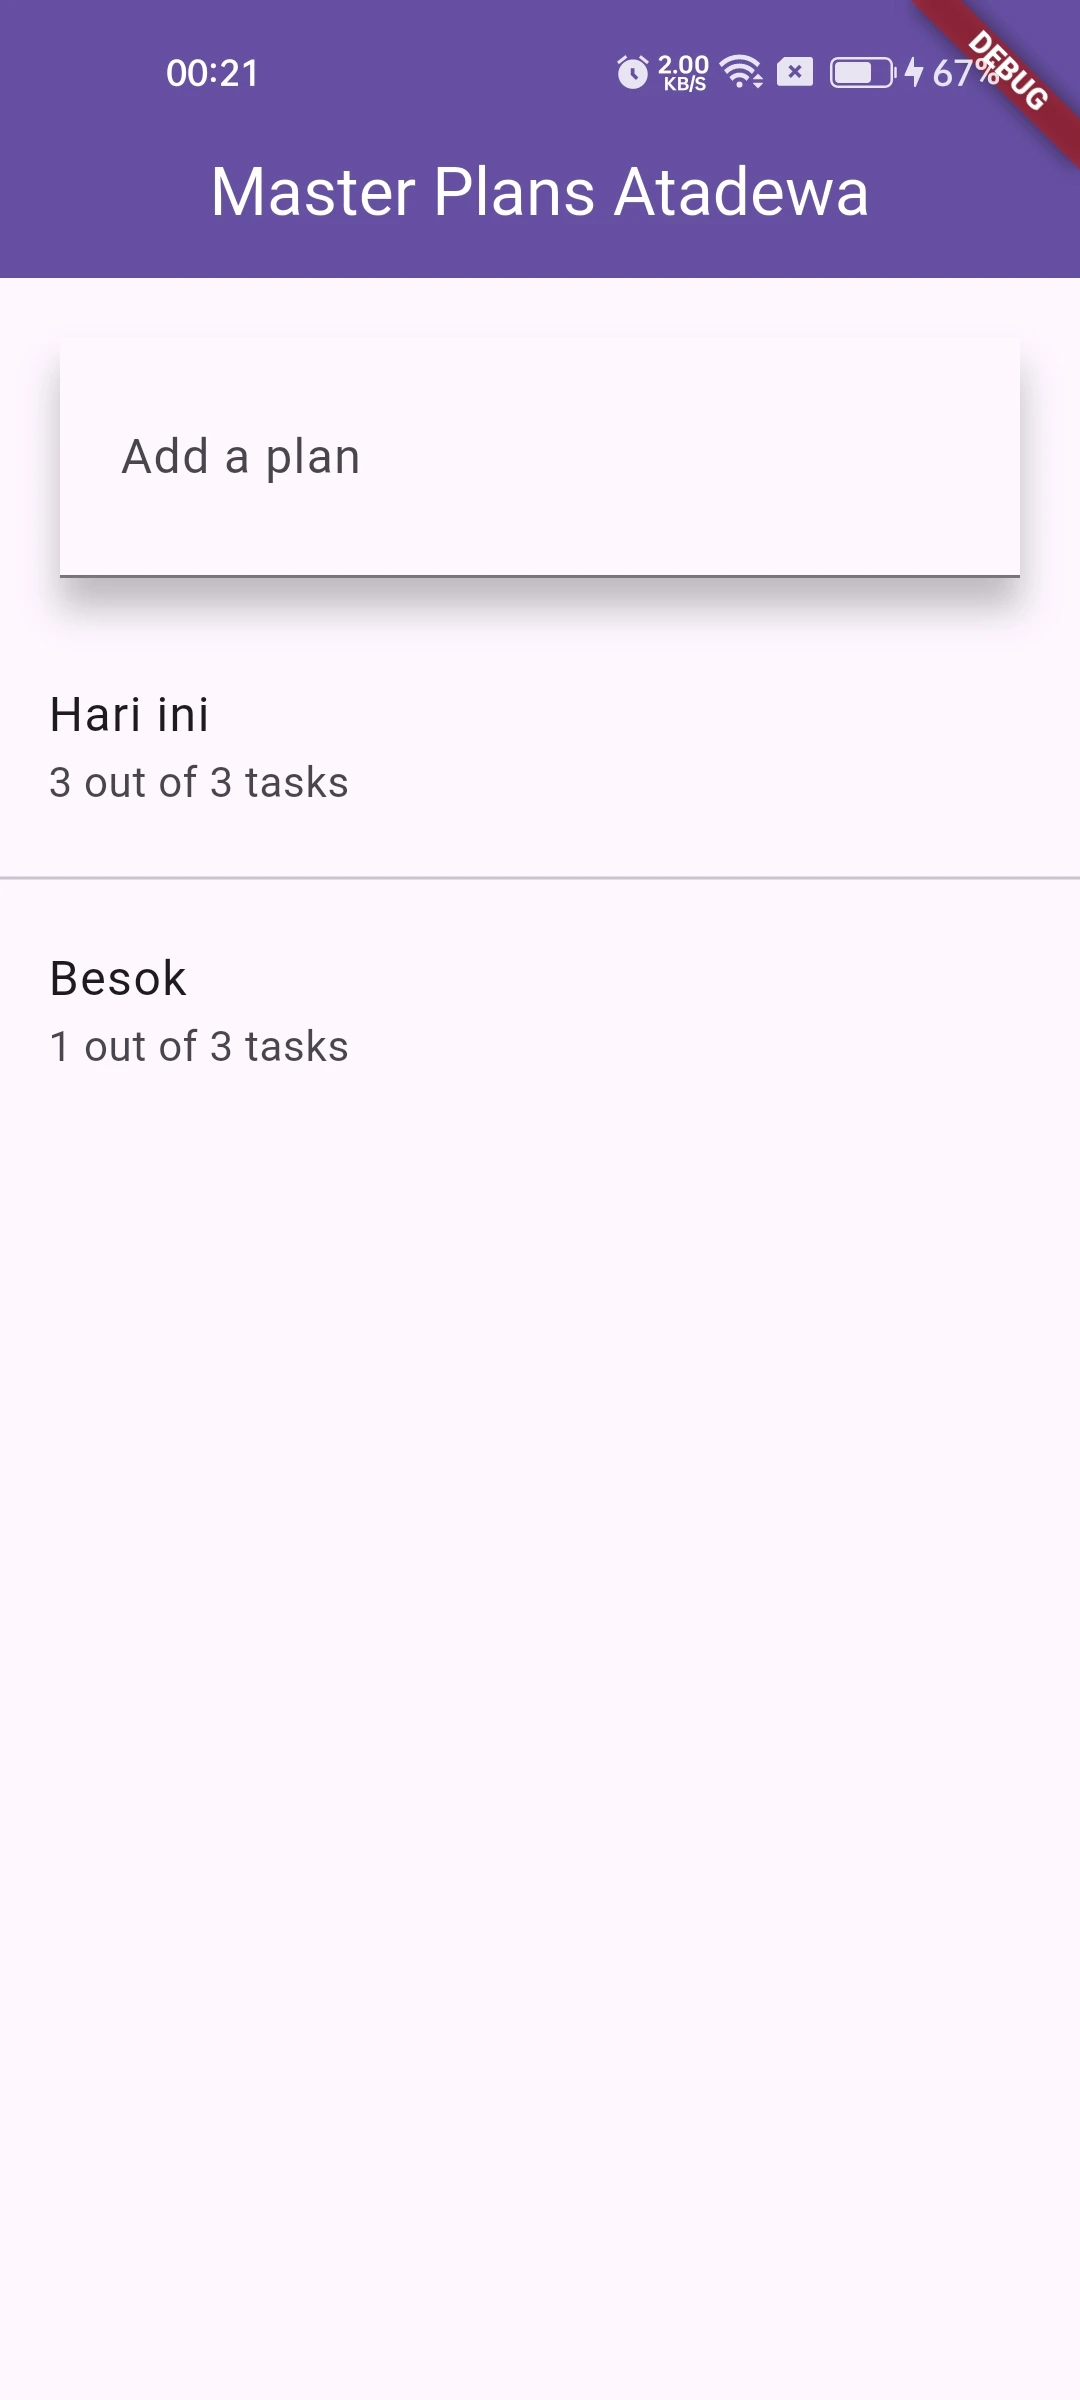 00:21
2.00
KB/S
67%
DEBUG
Master Plans Atadewa
Add a plan
Hari ini
3 out of 3 tasks
Besok
1 out of 3 tasks